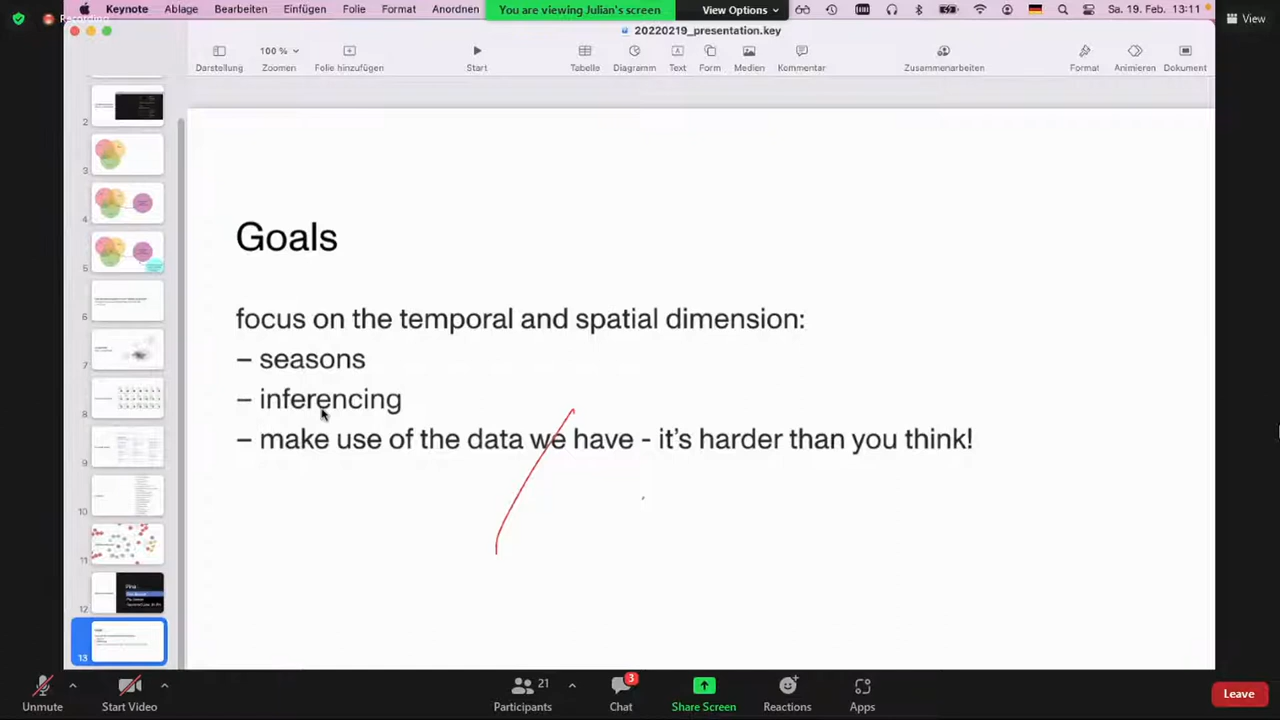 Recording
Keynote Ablage Bearbeiten Einfügen Folie Format Anordnen
You are viewing Julian's screen
View Options
Sa. 19. Feb. 13:11
View
20220219_presentation.key
100 %
Darstellung Zoomen Folie hinzufügen Start Tabelle Diagramm Text Form Medien Kommentar Zusammenarbeiten Format Animieren Dokument
2
3
4
5
6
7
8
9
10
11
12
13
Goals
focus on the temporal and spatial dimension:
– seasons
– inferencing
– make use of the data we have - it's harder than you think!
21
3
Unmute Start Video Participants Chat Share Screen Reactions Apps
Leave